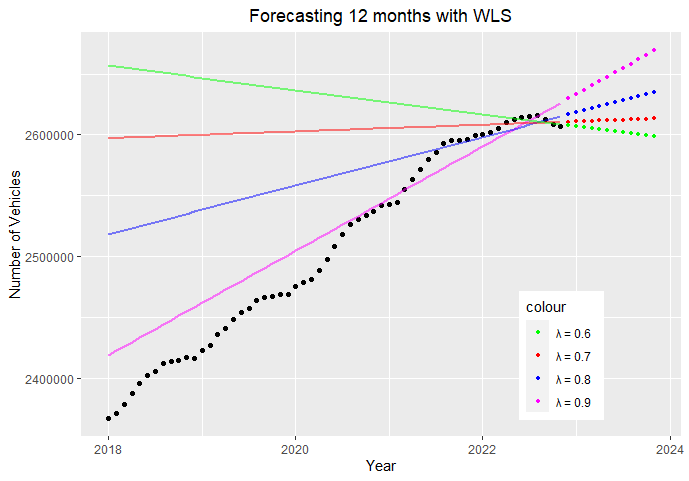 Forecasting 12 months with WLS
Number of Vehicles
2600000
2500000
2400000
colour
λ = 0.6
λ = 0.7
λ = 0.8
λ = 0.9
2018
2020
2022
2024
Year